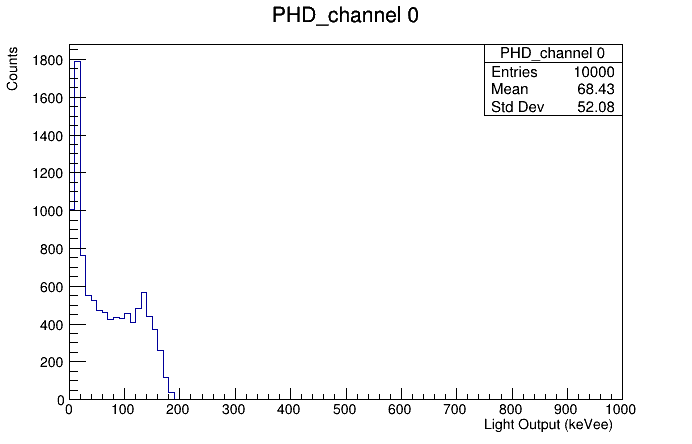 PHD_channel 0
Counts
PHD_channel 0
Entries 10000
Mean 68.43
Std Dev 52.08
1800
1600
1400
1200
1000
800
600
400
200
0
0 100 200 300 400 500 600 700 800 900 1000
Light Output (keVee)